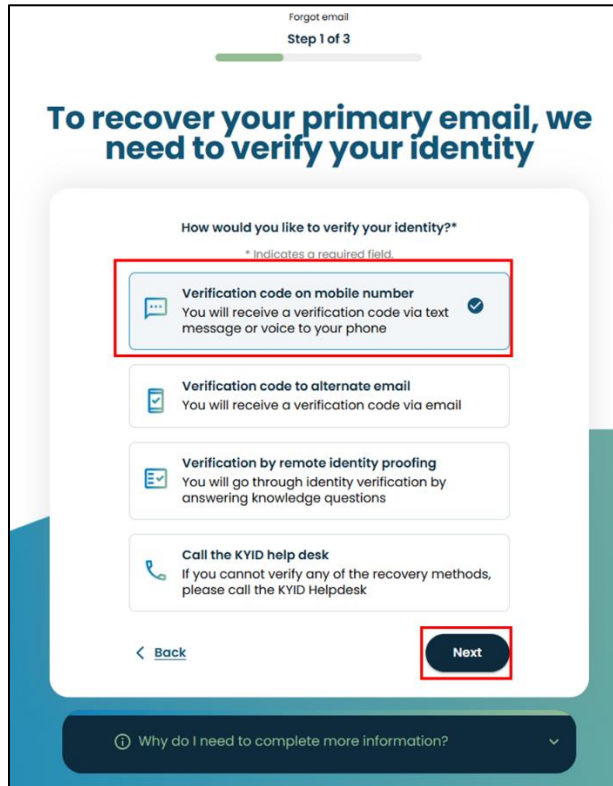 Forgot email
Step 1 of 3
To recover your primary email, we
need to verify your identity
How would you like to verify your identity?*
* Indicates a required field.
Verification code on mobile number
You will receive a verification code via text
message or voice to your phone
Verification code to alternate email
You will receive a verification code via email
Verification by remote identity proofing
You will go through identity verification by
answering knowledge questions
Call the KYID help desk
If you cannot verify any of the recovery methods,
please call the KYID Helpdesk
Back
Next
Why do I need to complete more information?